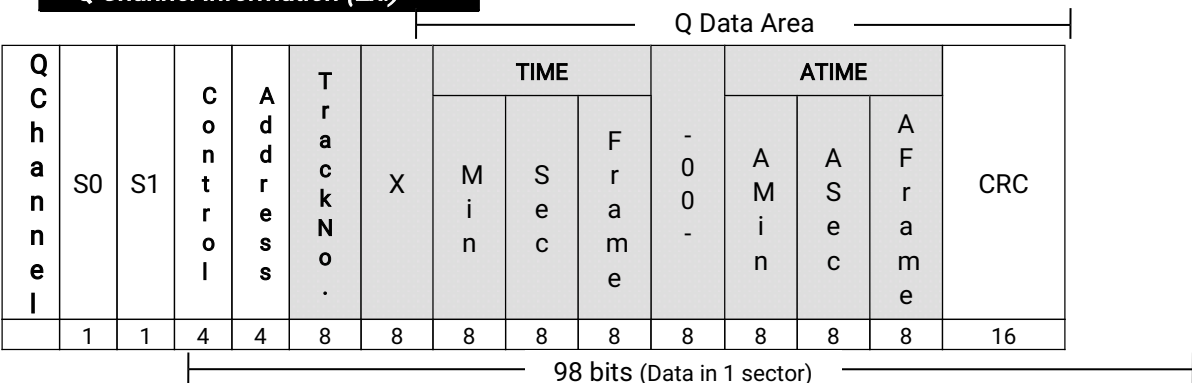 Q Data Area
Q Channel
S0
S1
Control
Address
TrackNo.
X
TIME
Min
Sec
Frame
-00-
ATIME
AMin
ASec
AFrame
CRC
1 1 4 4 8 8 8 8 8 8 8 8 8 16
98 bits (Data in 1 sector)